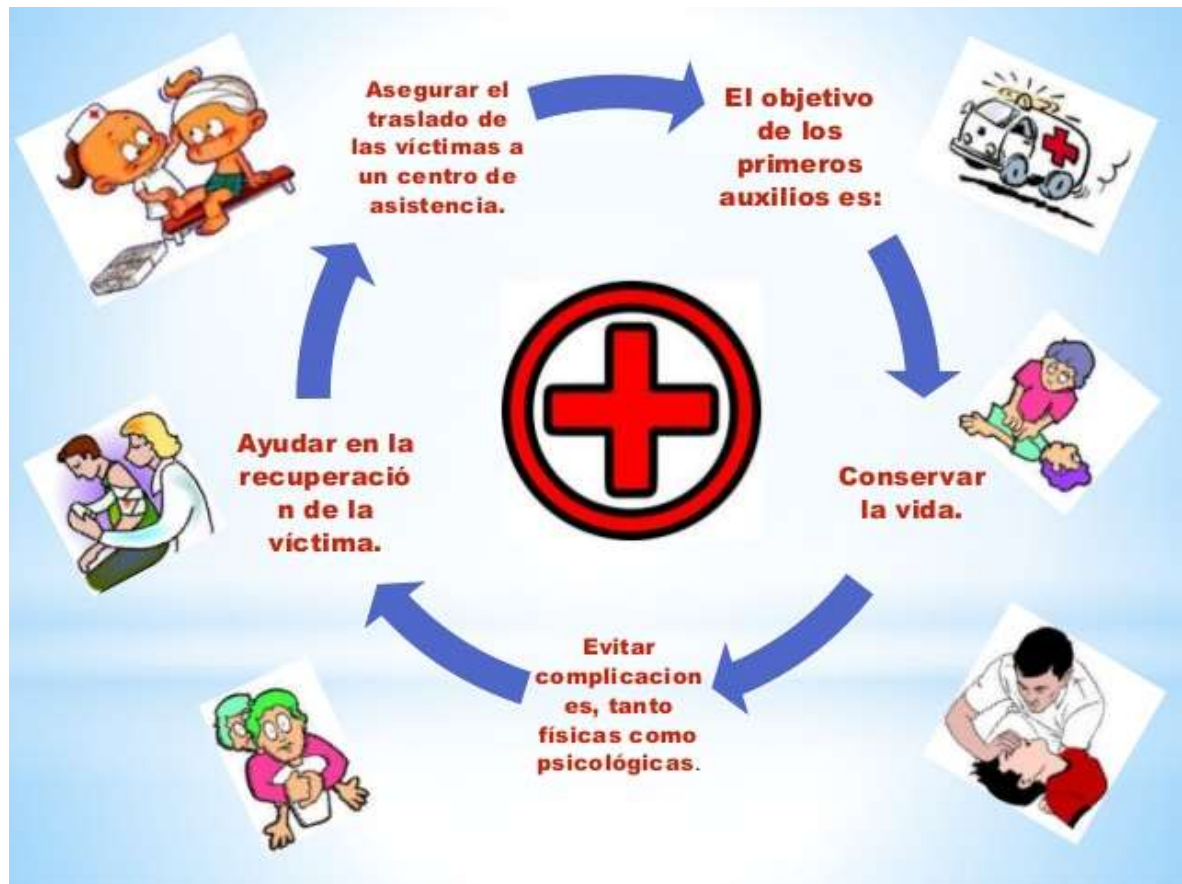 El objetivo
de los
primeros
auxilios es:
Conservar
la vida.
Evitar
complicacion
es, tanto
físicas como
psicológicas.
Ayudar en la
recuperació
n de la
víctima.
Asegurar el
traslado de
las víctimas a
un centro de
asistencia.